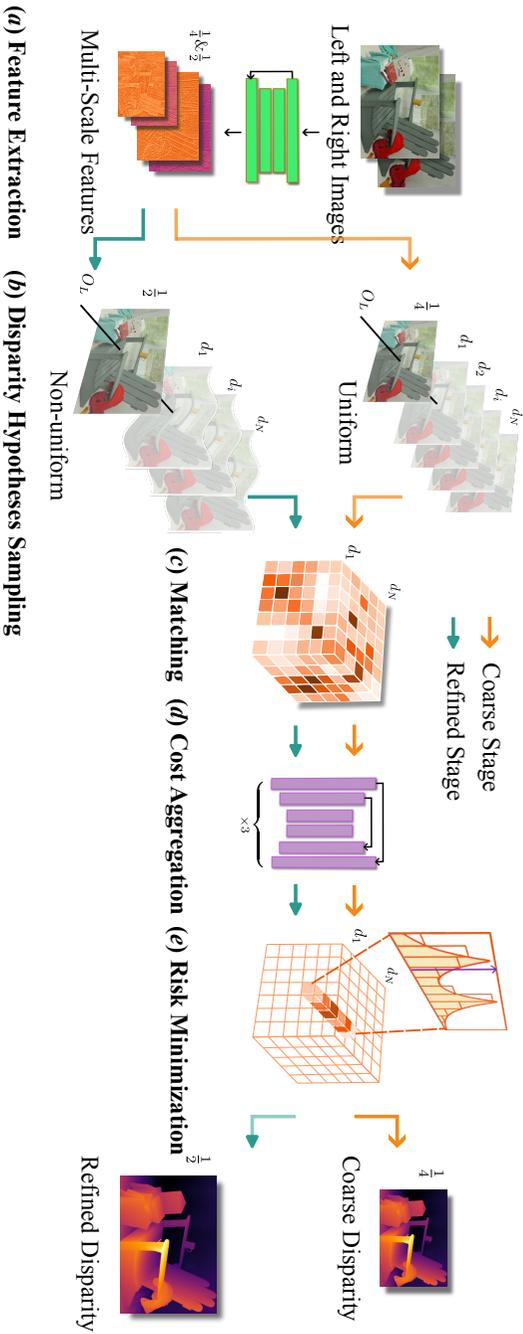 Left and Right Images
1/4 & 1/2
Multi-Scale Features
(a) Feature Extraction
1/4
O_L
d_1
d_2
d_i
d_N
Uniform
1/2
O_L
d_1
d_i
d_N
Non-uniform
(b) Disparity Hypotheses Sampling
Coarse Stage
Refined Stage
d_1
d_N
(c) Matching
×3
(d) Cost Aggregation
d_1
d_N
(e) Risk Minimization
1/4
Coarse Disparity
1/2
Refined Disparity